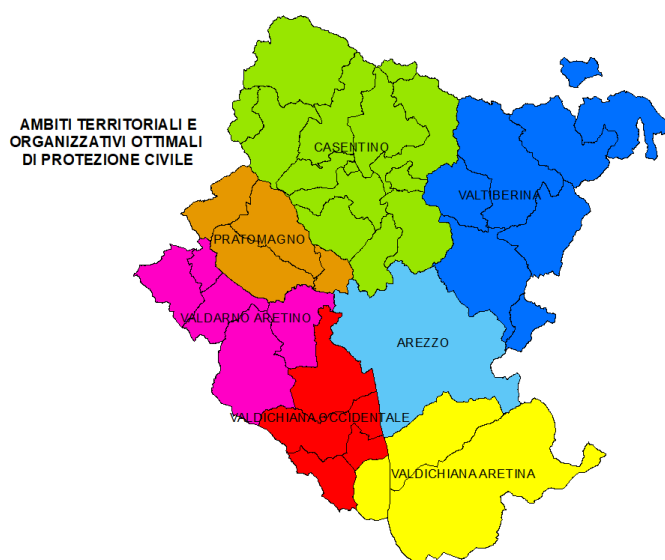 AMBITI TERRITORIALI E
ORGANIZZATIVI OTTIMALI
DI PROTEZIONE CIVILE
CASENTINO
VALTIBERINA
PRATOMAGNO
VALDARNO ARETINO
AREZZO
VALDICHIANA OCCIDENTALE
VALDICHIANA ARETINA